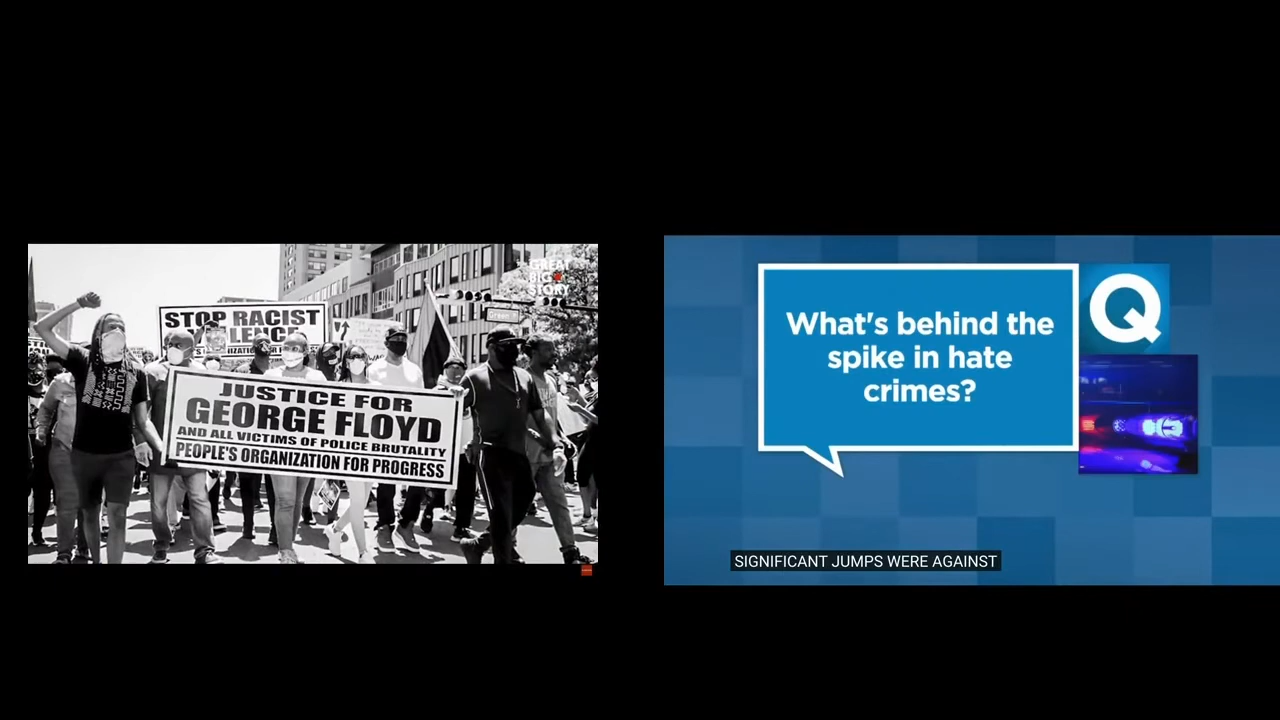 GREAT
BIG
STORY
STOP RACIST
Green
JUSTICE FOR
GEORGE FLOYD
AND ALL VICTIMS OF POLICE BRUTALITY
PEOPLE'S ORGANIZATION FOR PROGRESS
What's behind the
spike in hate
crimes?
Q
SIGNIFICANT JUMPS WERE AGAINST